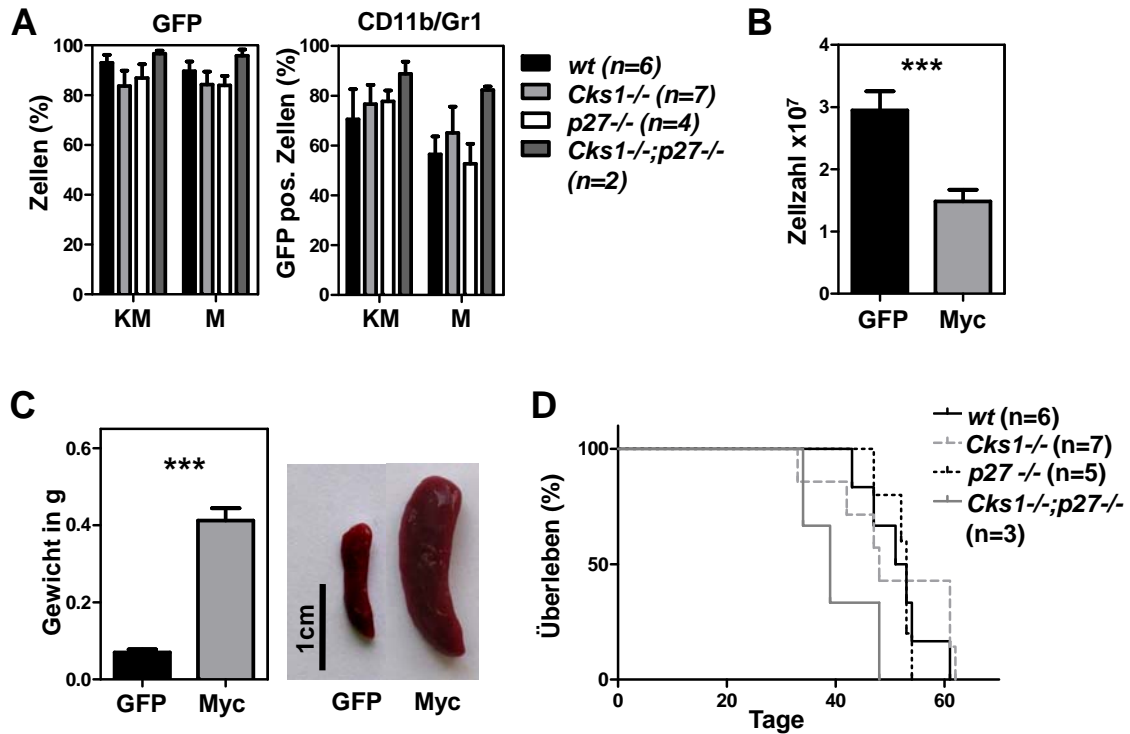 A
GFP
Zellen (%)
100
80
60
40
20
0
KM
M
CD11b/Gr1
GFP pos. Zellen (%)
100
80
60
40
20
0
KM
M
wt (n=6)
Cks1-/- (n=7)
p27-/- (n=4)
Cks1-/-;p27-/-
(n=2)
B
Zellzahl x10⁷
4
3
2
1
0
***
GFP
Myc
C
Gewicht in g
0.6
0.4
0.2
0.0
***
GFP
Myc
1cm
GFP
Myc
D
Überleben (%)
100
50
0
0
20
40
60
Tage
wt (n=6)
Cks1-/- (n=7)
p27 -/- (n=5)
Cks1-/-;p27-/-
(n=3)